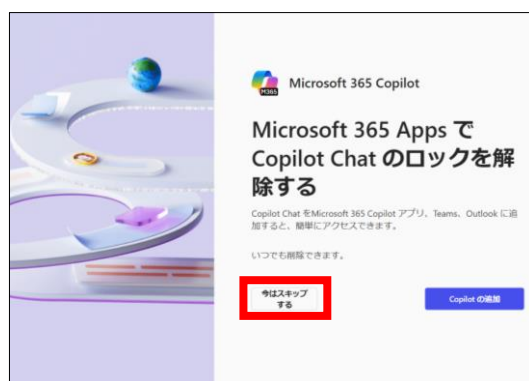 M365
Microsoft 365 Copilot
Microsoft 365 Apps で
Copilot Chat のロックを解
除する
Copilot Chat をMicrosoft 365 Copilot アプリ、Teams、Outlook に追
加すると、簡単にアクセスできます。
いつでも削除できます。
今はスキップ
する
Copilot の追加